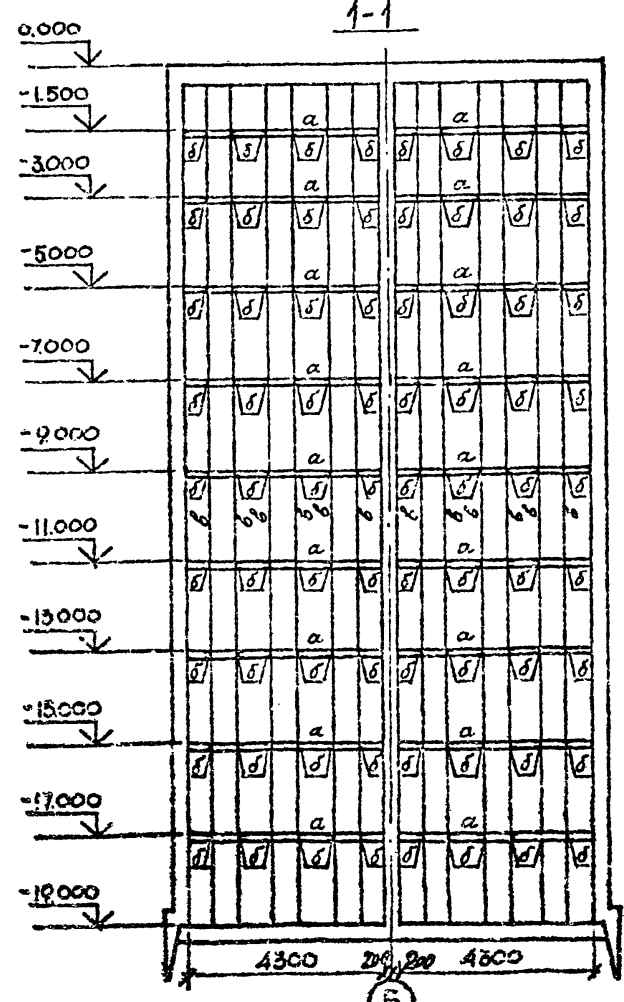 1-1
0.000
-1.500
а а
б б б б б б б б
-3.000
а а
б б б б б б б б
-5.000
а а
б б б б б б б б
-7.000
а а
б б б б б б б б
-9.000
а а
б б б б б б б б
в в в в в в в в в в в в
-11.000
а а
б б б б б б б б
-13.000
а а
б б б б б б б б
-15.000
а а
б б б б б б б б
-17.000
а а
б б б б б б б б
-19.000
4300 200 200 4300
Б